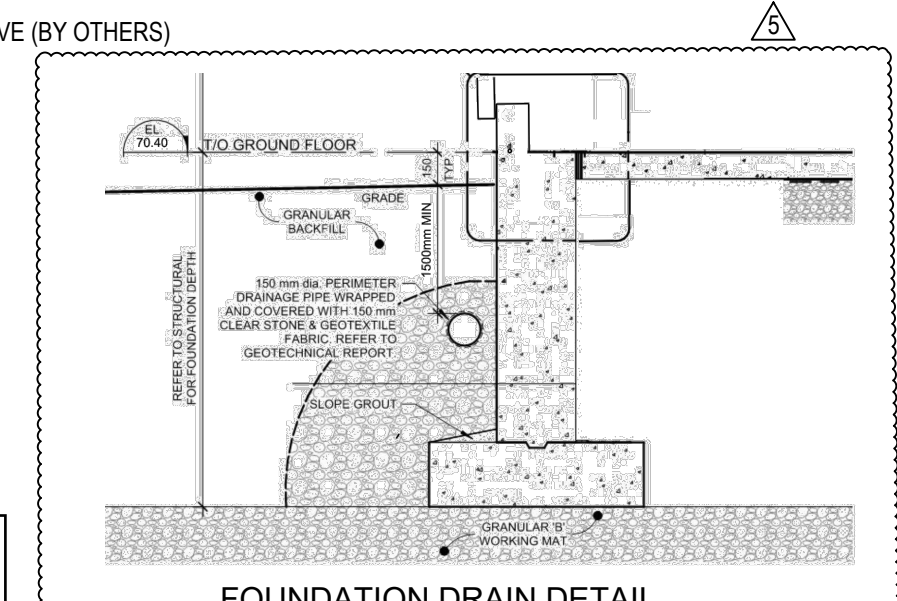 VE (BY OTHERS)
5
EL.
70.40
T/O GROUND FLOOR
150
TYP.
GRADE
GRANULAR
BACKFILL
1500mm MIN
150 mm dia. PERIMETER
DRAINAGE PIPE WRAPPED
AND COVERED WITH 150 mm
CLEAR STONE & GEOTEXTILE
FABRIC. REFER TO
GEOTECHNICAL REPORT.
REFER TO STRUCTURAL
FOR FOUNDATION DEPTH
SLOPE GROUT
GRANULAR 'B'
WORKING MAT
FOUNDATION DRAIN DETAIL